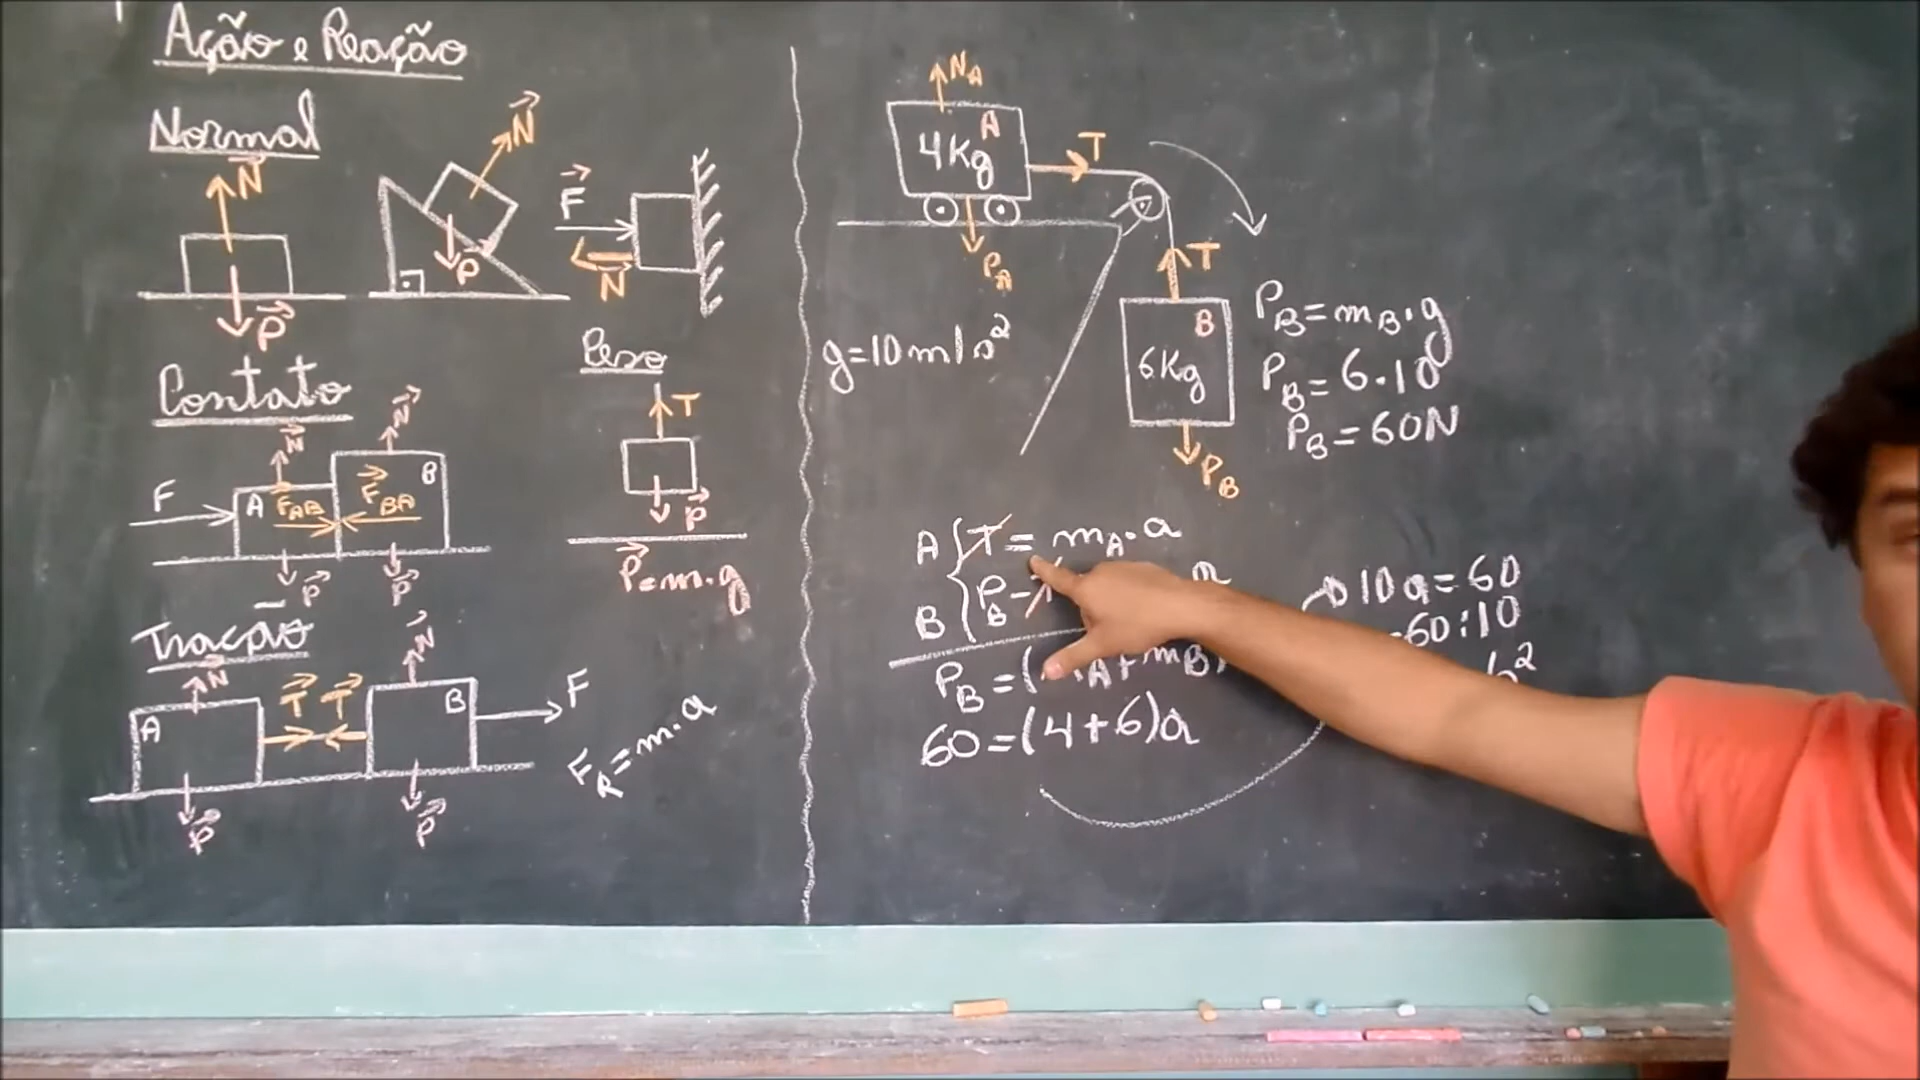 Ação e Reação
Normal
N
P
N
P
F
N
Contato
F
A
N
F_AB
P
B
N
F_BA
P
Peso
T
P
P=m.g
Tração
A
N
T
P
T
B
N
F
P
F_R=m.a
N_A
A
4Kg
T
P_A
g=10m/s²
T
B
6Kg
P_B
P_B=m_B.g
P_B=6.10
P_B=60N
A T=m_A.a
B P_B-T a
P_B=( A+m_B)
60=(4+6)a
10a=60
=60:10
s²